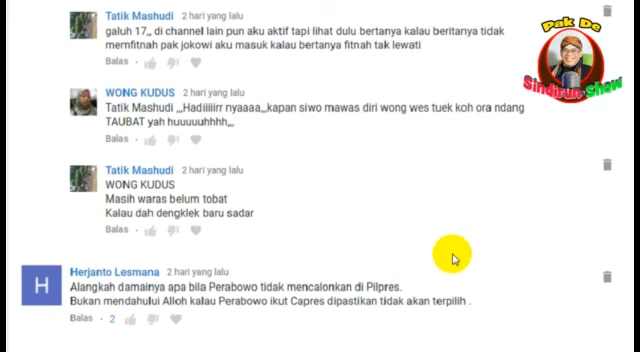 Tatik Mashudi 2 hari yang lalu
galuh 17,, di channel lain pun aku aktif tapi lihat dulu bertanya kalau beritanya tidak
memfitnah pak jokowi aku masuk kalau bertanya fitnah tak lewati
Balas
Pak De
Sindiran Show
WONG KUDUS 2 hari yang lalu
Tatik Mashudi ,,,Hadiiiiirr nyaaaa,,,kapan siwo mawas diri wong wes tuek koh ora ndang
TAUBAT yah huuuuuhhhh,,,
Balas
Tatik Mashudi 2 hari yang lalu
WONG KUDUS
Masih waras belum tobat
Kalau dah dengklek baru sadar
Balas
H
Herjanto Lesmana 2 hari yang lalu
Alangkah damainya apa bila Perabowo tidak mencalonkan di Pilpres.
Bukan mendahului Alloh kalau Perabowo ikut Capres dipastikan tidak akan terpilih .
Balas · 2